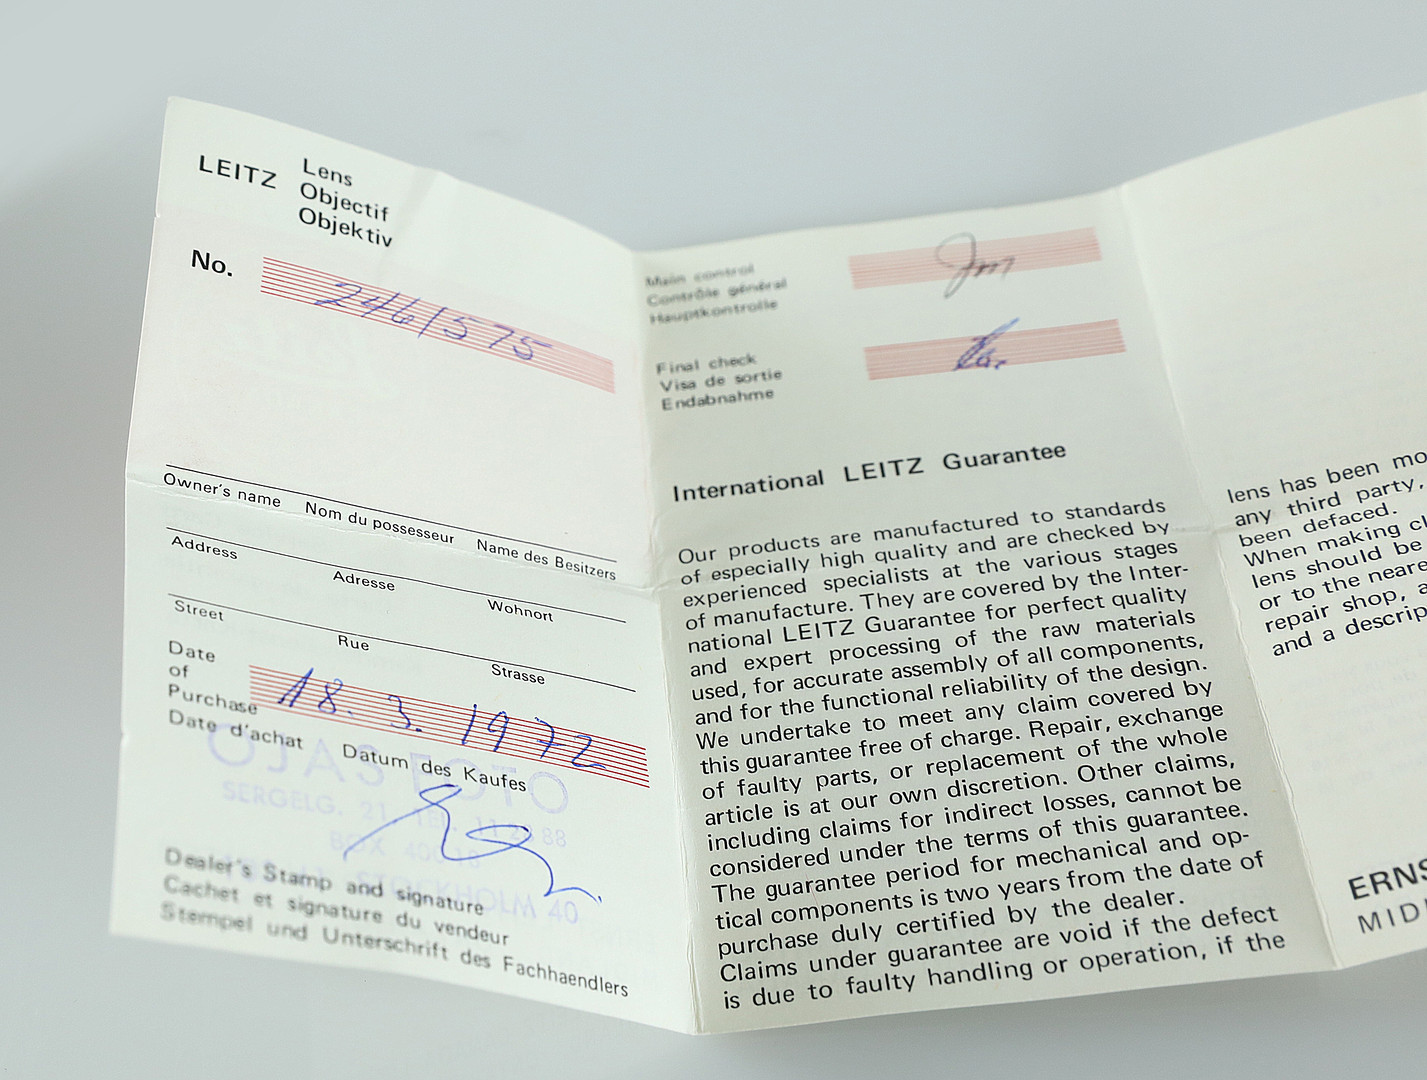 LEITZ Lens
Objectif
Objektiv
No. 2461575
Owner's name Nom du possesseur Name des Besitzers
Address Adresse Wohnort
Street Rue Strasse
Date
of
Purchase 18. 3. 1972
Date d'achat Datum des Kaufes
OJAS FOTO
SERGELG. 21
BOX
STOCKHOLM 40
Dealer's Stamp and signature
Cachet et signature du vendeur
Stempel und Unterschrift des Fachhaendlers
Main control
Contrôle général
Hauptkontrolle
Final check
Visa de sortie
Endabnahme
International LEITZ Guarantee
Our products are manufactured to standards
of especially high quality and are checked by
experienced specialists at the various stages
of manufacture. They are covered by the Inter-
national LEITZ Guarantee for perfect quality
and expert processing of the raw materials
used, for accurate assembly of all components,
and for the functional reliability of the design.
We undertake to meet any claim covered by
this guarantee free of charge. Repair, exchange
of faulty parts, or replacement of the whole
article is at our own discretion. Other claims,
including claims for indirect losses, cannot be
considered under the terms of this guarantee.
The guarantee period for mechanical and op-
tical components is two years from the date of
purchase duly certified by the dealer.
Claims under guarantee are void if the defect
is due to faulty handling or operation, if the
lens has been mo
any third party,
been defaced.
When making cl
lens should be
or to the neare
repair shop, a
and a descrip
ERNS
MIDL